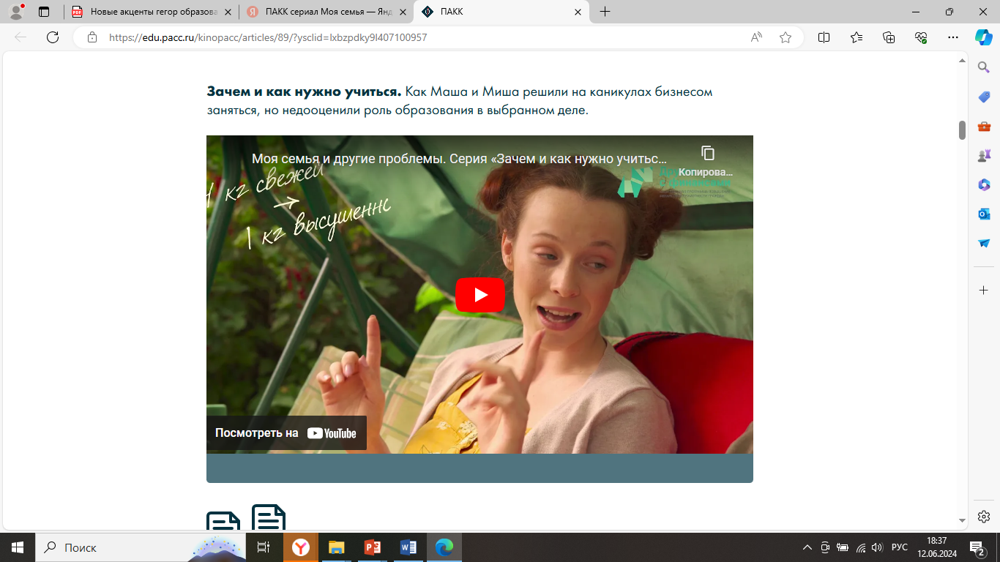 Новые акценты гегор образова
ПАКК сериал Моя семья — Янд
ПАКК
https://edu.pacc.ru/kinopacc/articles/89/?ysclid=lxbzpdky9l407100957
Зачем и как нужно учиться. Как Маша и Миша решили на каникулах бизнесом
заняться, но недооценили роль образования в выбранном деле.
Моя семья и другие проблемы. Серия «Зачем и как нужно учитьс...
Копирова...
кг свежей
1 кг высушенн
Посмотреть на YouTube
Поиск
РУС
18:37
12.06.2024
2